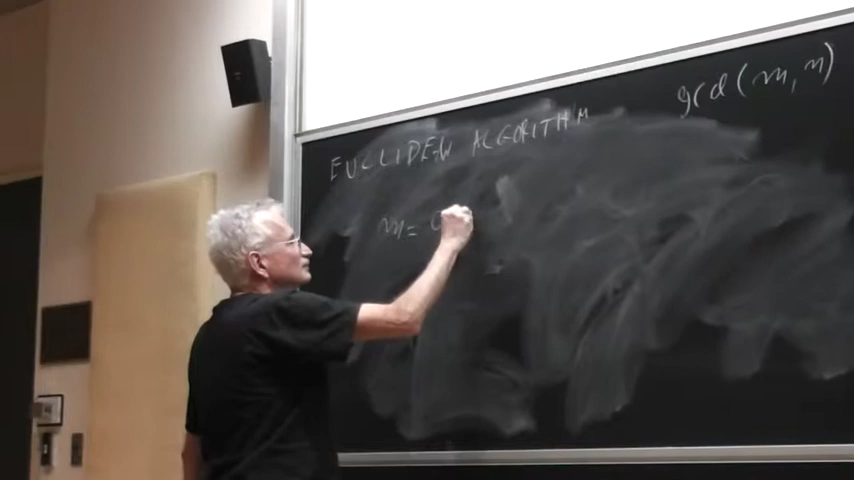 EUCLIDEAN ALGORITHM
gcd (m, n)
m =